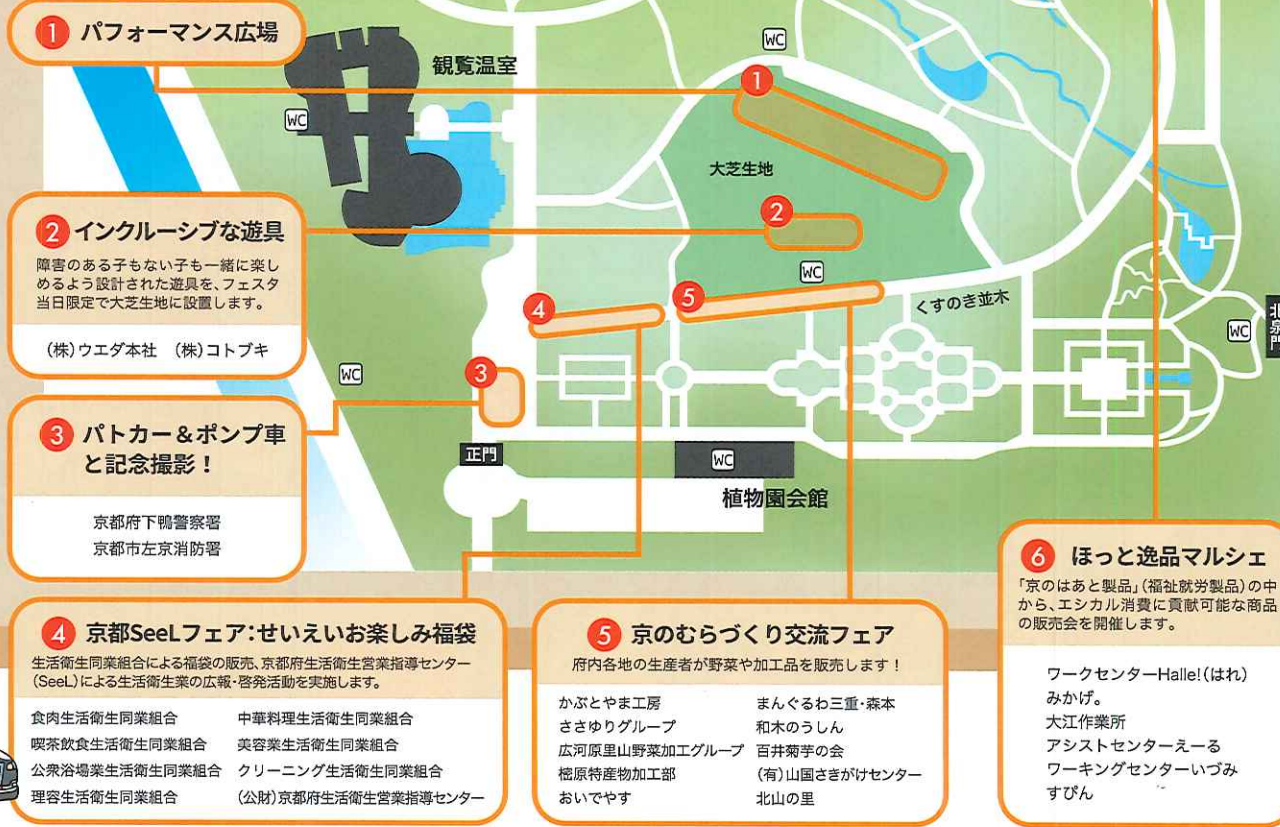 1 パフォーマンス広場
観覧温室
WC
WC
1
大芝生地
2
2 インクルーシブな遊具
障害のある子もない子も一緒に楽し
めるよう設計された遊具を、フェスタ
当日限定で大芝生地に設置します。
(株)ウエダ本社 (株)コトブキ
WC
4
5
くすのき並木
WC
北泉門
WC
3
3 パトカー&ポンプ車
と記念撮影!
京都府下鴨警察署
京都市左京消防署
正門
WC
植物園会館
4 京都SeeLフェア:せいえいお楽しみ福袋
生活衛生同業組合による福袋の販売、京都府生活衛生営業指導センター
(SeeL)による生活衛生業の広報・啓発活動を実施します。
食肉生活衛生同業組合 中華料理生活衛生同業組合
喫茶飲食生活衛生同業組合 美容業生活衛生同業組合
公衆浴場業生活衛生同業組合 クリーニング生活衛生同業組合
理容生活衛生同業組合 (公財)京都府生活衛生営業指導センター
5 京のむらづくり交流フェア
府内各地の生産者が野菜や加工品を販売します!
かぶとやま工房 まんぐるわ三重・森本
ささゆりグループ 和木のうしん
広河原里山野菜加工グループ 百井菊芋の会
樒原特産物加工部 (有)山国さきがけセンター
おいでやす 北山の里
6 ほっと逸品マルシェ
「京のはあと製品」(福祉就労製品)の中
から、エシカル消費に貢献可能な商品
の販売会を開催します。
ワークセンターHalle!(はれ)
みかげ。
大江作業所
アシストセンターえーる
ワーキングセンターいづみ
すぴん